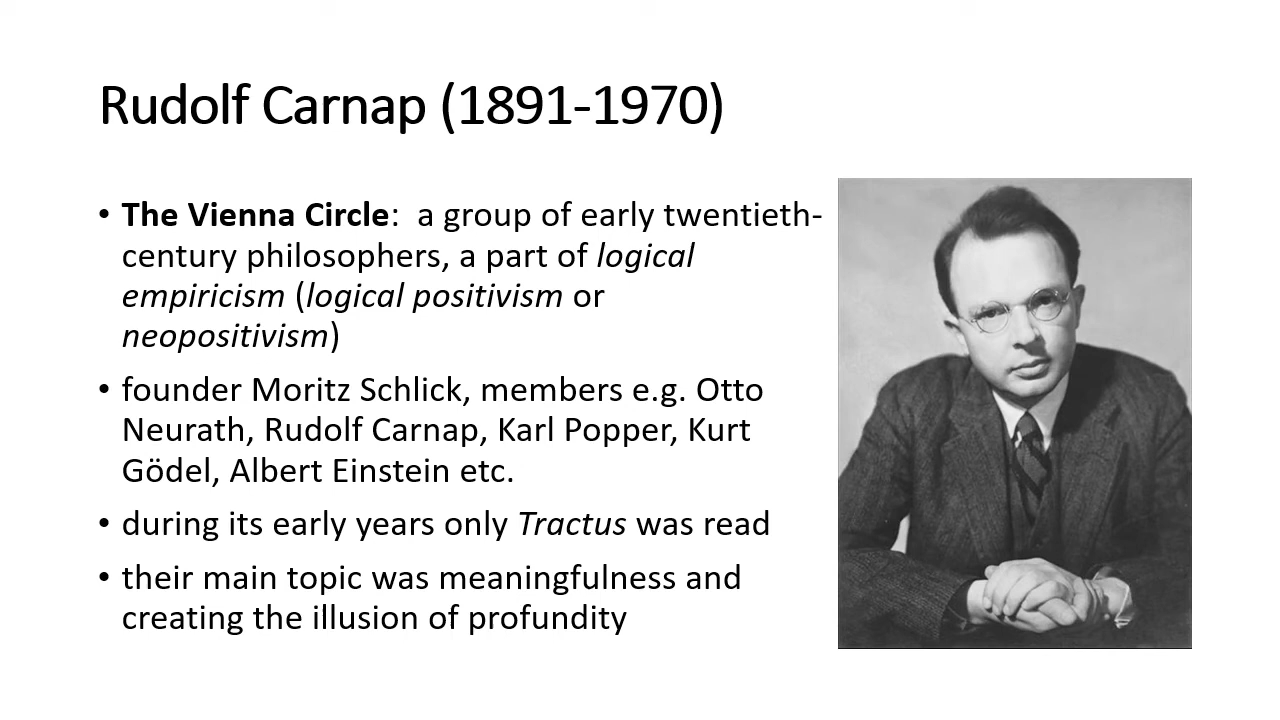 Rudolf Carnap (1891-1970)
• The Vienna Circle:  a group of early twentieth-
century philosophers, a part of logical
empiricism (logical positivism or
neopositivism)
• founder Moritz Schlick, members e.g. Otto
Neurath, Rudolf Carnap, Karl Popper, Kurt
Gödel, Albert Einstein etc.
• during its early years only Tractus was read
• their main topic was meaningfulness and
creating the illusion of profundity